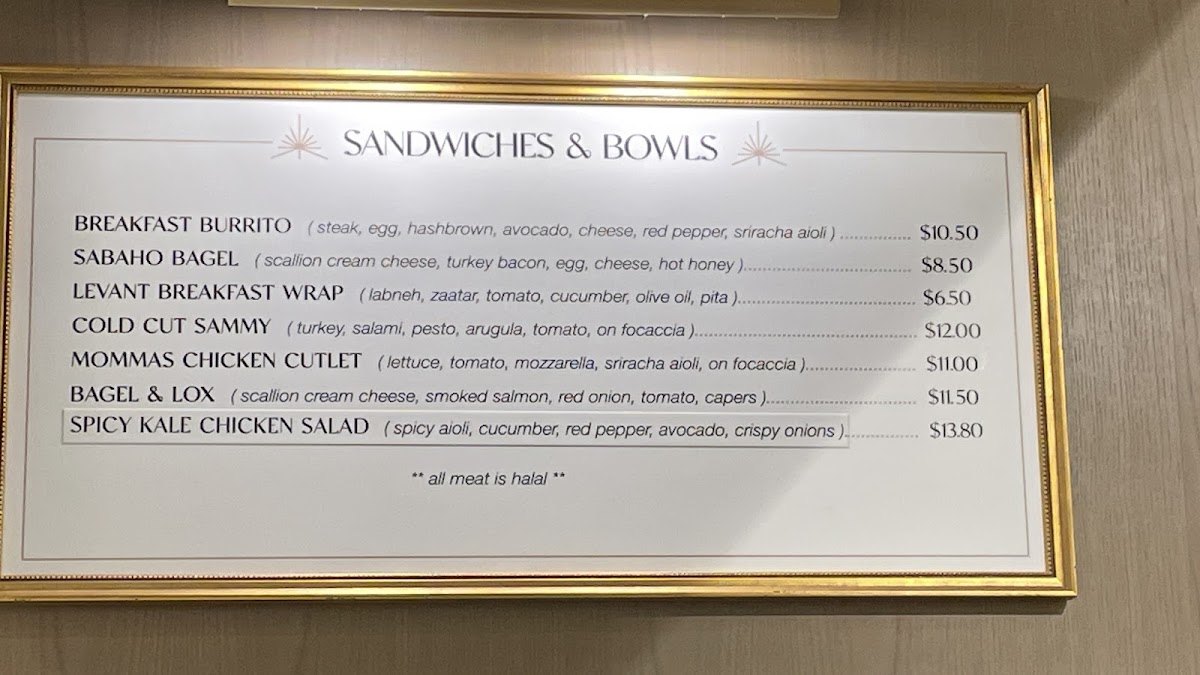 SANDWICHES & BOWLS
BREAKFAST BURRITO ( steak, egg, hashbrown, avocado, cheese, red pepper, sriracha aioli ) ............... $10.50
SABAHO BAGEL ( scallion cream cheese, turkey bacon, egg, cheese, hot honey )................................... $8.50
LEVANT BREAKFAST WRAP ( labneh, zaatar, tomato, cucumber, olive oil, pita )..................................... $6.50
COLD CUT SAMMY ( turkey, salami, pesto, arugula, tomato, on focaccia )............................................... $12.00
MOMMAS CHICKEN CUTLET ( lettuce, tomato, mozzarella, sriracha aioli, on focaccia )....................... $11.00
BAGEL & LOX ( scallion cream cheese, smoked salmon, red onion, tomato, capers )............................... $11.50
SPICY KALE CHICKEN SALAD ( spicy aioli, cucumber, red pepper, avocado, crispy onions )............... $13.80
** all meat is halal **